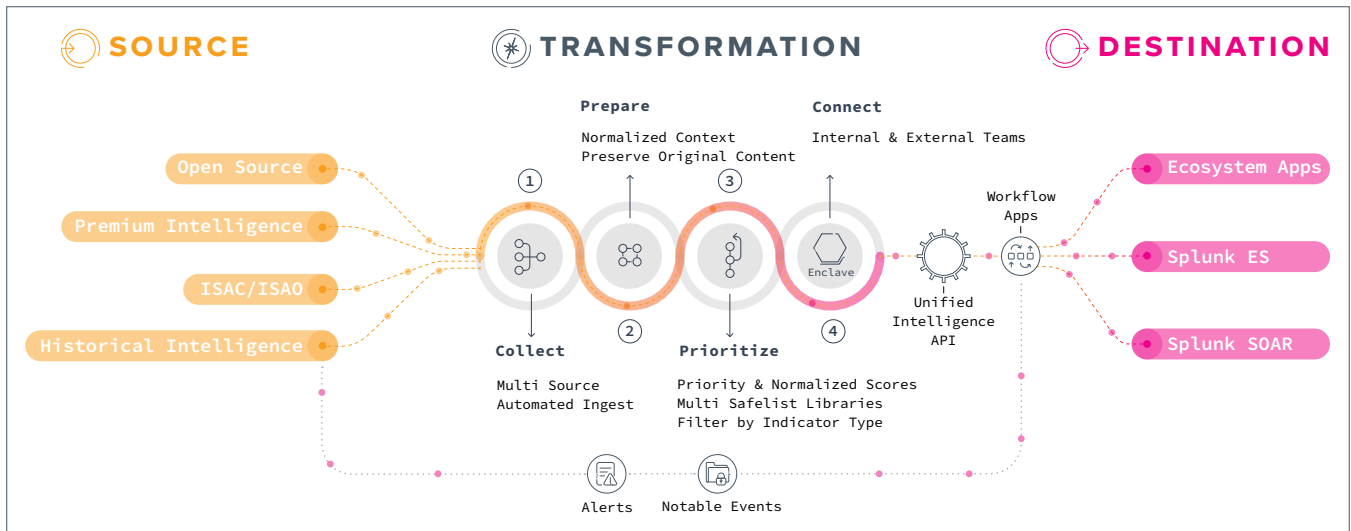 SOURCE
TRANSFORMATION
DESTINATION
Open Source
Premium Intelligence
ISAC/ISAO
Historical Intelligence
1
Collect
Multi Source
Automated Ingest
Prepare
Normalized Context
Preserve Original Content
2
3
Prioritize
Priority & Normalized Scores
Multi Safelist Libraries
Filter by Indicator Type
Connect
Internal & External Teams
Enclave
4
Unified
Intelligence
API
Workflow
Apps
Ecosystem Apps
Splunk ES
Splunk SOAR
Alerts
Notable Events